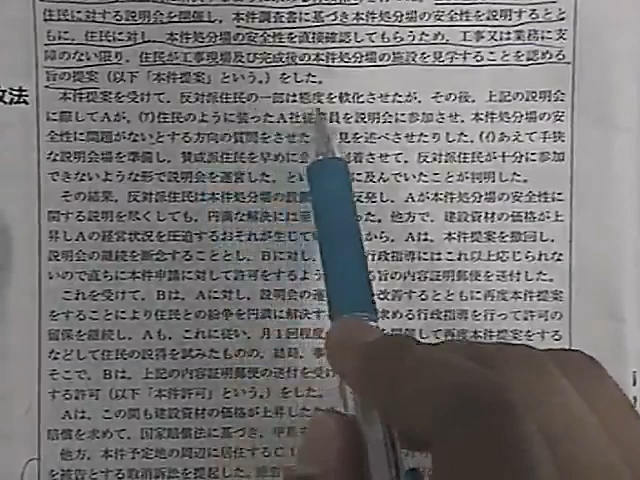 住民に対する説明会を開催し，本件調査書に基づき本件処分場の安全性を説明するとと
もに，住民に対し，本件処分場の安全性を直接確認してもらうため，工事又は業務に支
障のない限り，住民が工事現場及び完成後の本件処分場の施設を見学することを認める
旨の提案（以下「本件提案」という。）をした。
政法
本件提案を受けて，反対派住民の一部は態度を軟化させたが，その後，上記の説明会
に際してAが，(ア)住民のように装ったA社従 員を説明会に参加させ，本件処分場の安
全性に問題がないとする方向の質問をさせた 見を述べさせたりした，(イ)あえて手狭
な説明会場を準備し，賛成派住民を早めに会 着させて，反対派住民が十分に参加
できないような形で説明会を運営した，とい に及んでいたことが判明した。
その結果，反対派住民は本件処分場の設置 反発し，Aが本件処分場の安全性に
関する説明を尽くしても，円満な解決には至 た。他方で，建設資材の価格が上
昇しAの経営状況を圧迫するおそれが生じて から，Aは，本件提案を撤回し，
説明会の継続を断念することとし，Bに対し 行政指導にはこれ以上応じられな
いので直ちに本件申請に対して許可をするよう 旨の内容証明郵便を送付した。
これを受けて，Bは，Aに対し，説明会の運 改善するとともに再度本件提案
をすることにより住民との紛争を円満に解決す 求める行政指導を行って許可の
留保を継続し，Aも，これに従い，月1回程度 を開催して再度本件提案をする
などして住民の説得を試みたものの，結局，事
そこで，Bは，上記の内容証明郵便の送付を受け
する許可（以下「本件許可」という。）をした。
Aは，この間も建設資材の価格が上昇した
賠償を求めて，国家賠償法に基づき，甲県
他方，本件予定地の周辺に居住するC1
を被告とする取消訴訟を提起した。